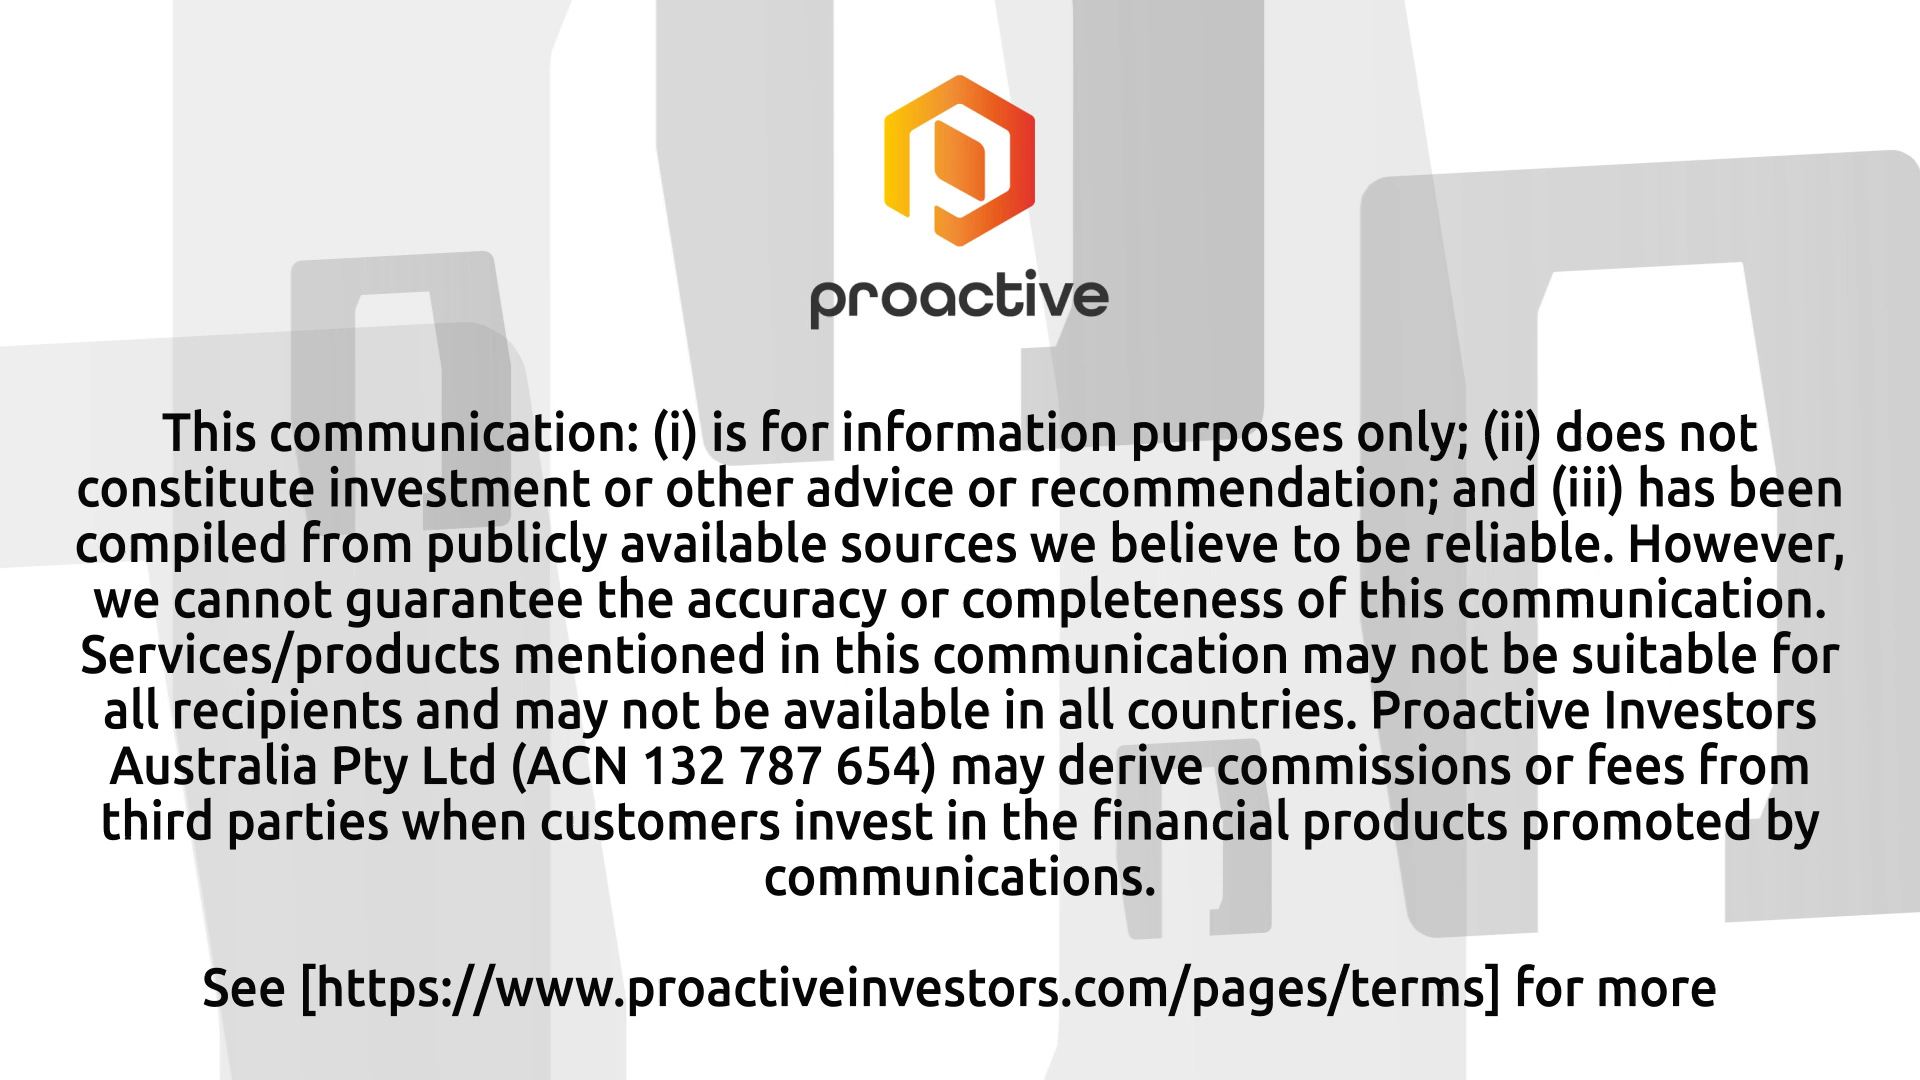 proactive
This communication: (i) is for information purposes only; (ii) does not
constitute investment or other advice or recommendation; and (iii) has been
compiled from publicly available sources we believe to be reliable. However,
we cannot guarantee the accuracy or completeness of this communication.
Services/products mentioned in this communication may not be suitable for
all recipients and may not be available in all countries. Proactive Investors
Australia Pty Ltd (ACN 132 787 654) may derive commissions or fees from
third parties when customers invest in the financial products promoted by
communications.
See [https://www.proactiveinvestors.com/pages/terms] for more